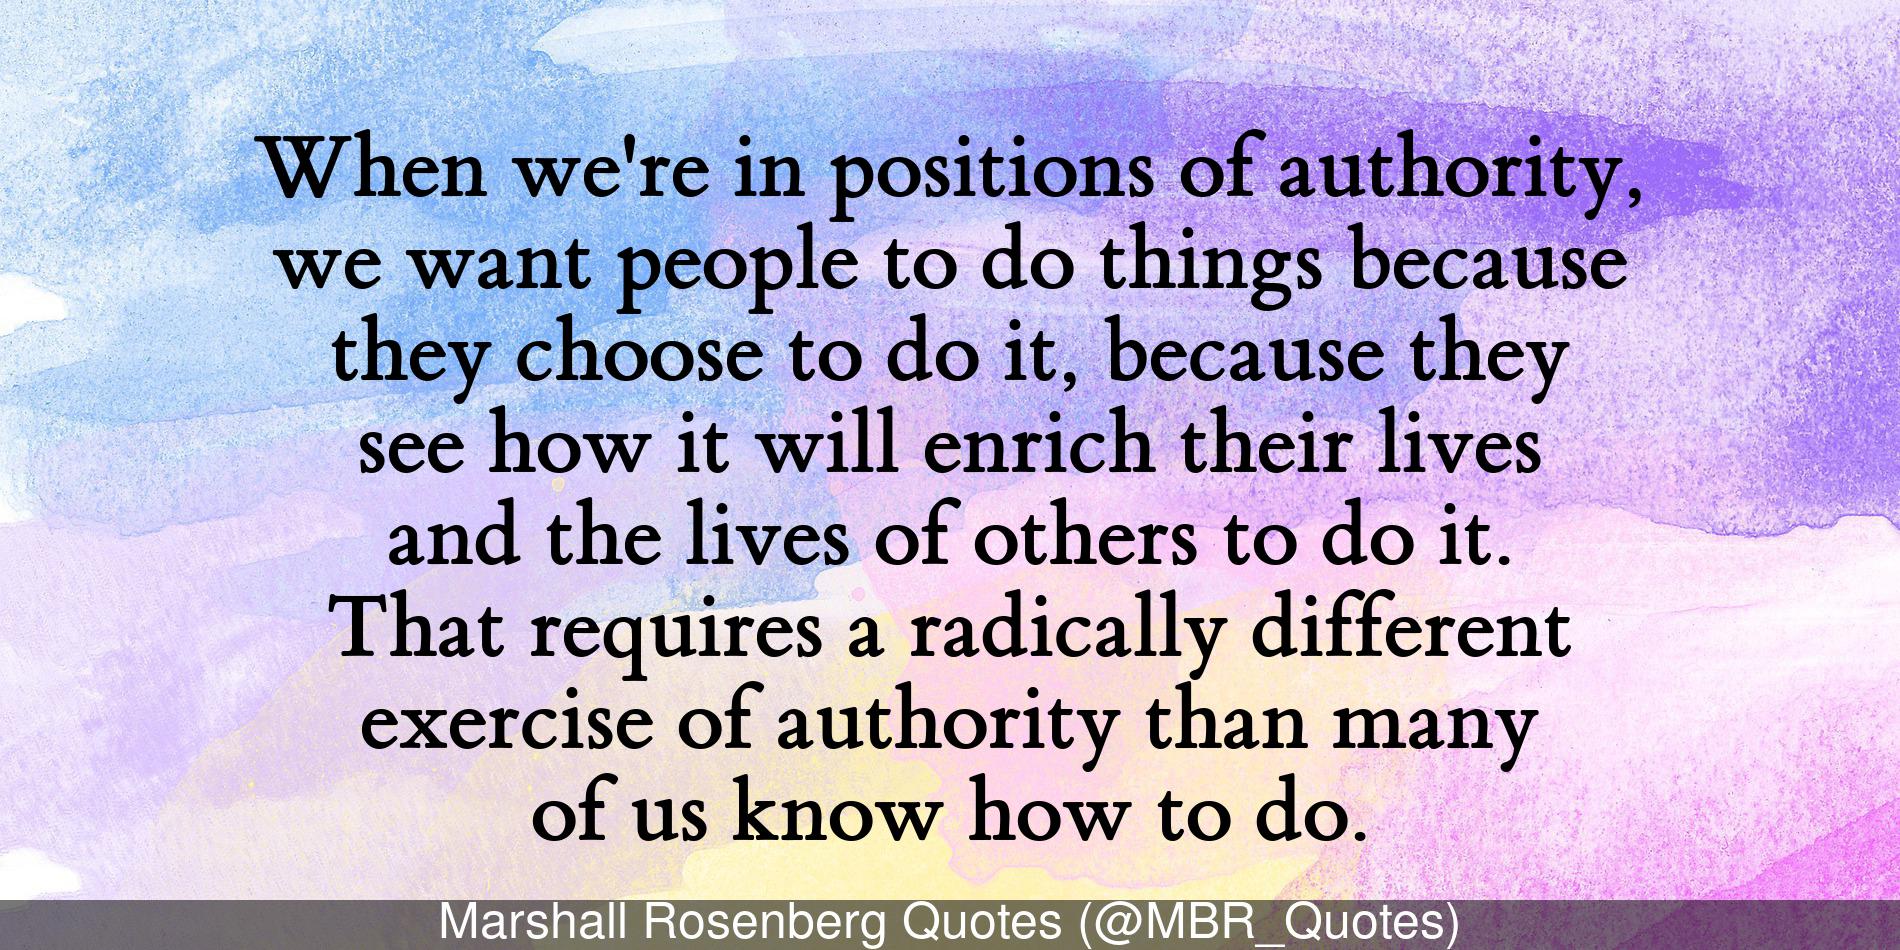 When we're in positions of authority,
we want people to do things because
they choose to do it, because they
see how it will enrich their lives
and the lives of others to do it.
That requires a radically different
exercise of authority than many
of us know how to do.
Marshall Rosenberg Quotes (@MBR_Quotes)